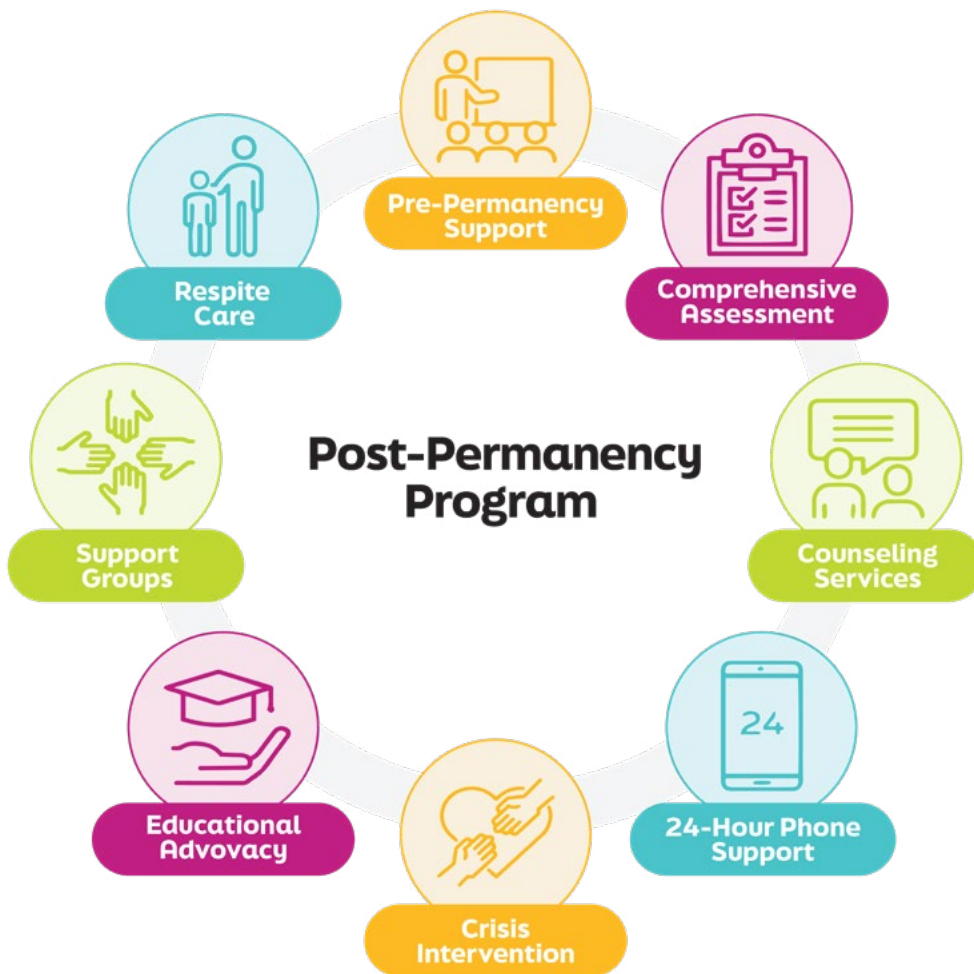 Pre-Permanency
Support
Comprehensive
Assessment
Counseling
Services
24
24-Hour Phone
Support
Crisis
Intervention
Educational
Advovacy
Support
Groups
Respite
Care
Post-Permanency
Program